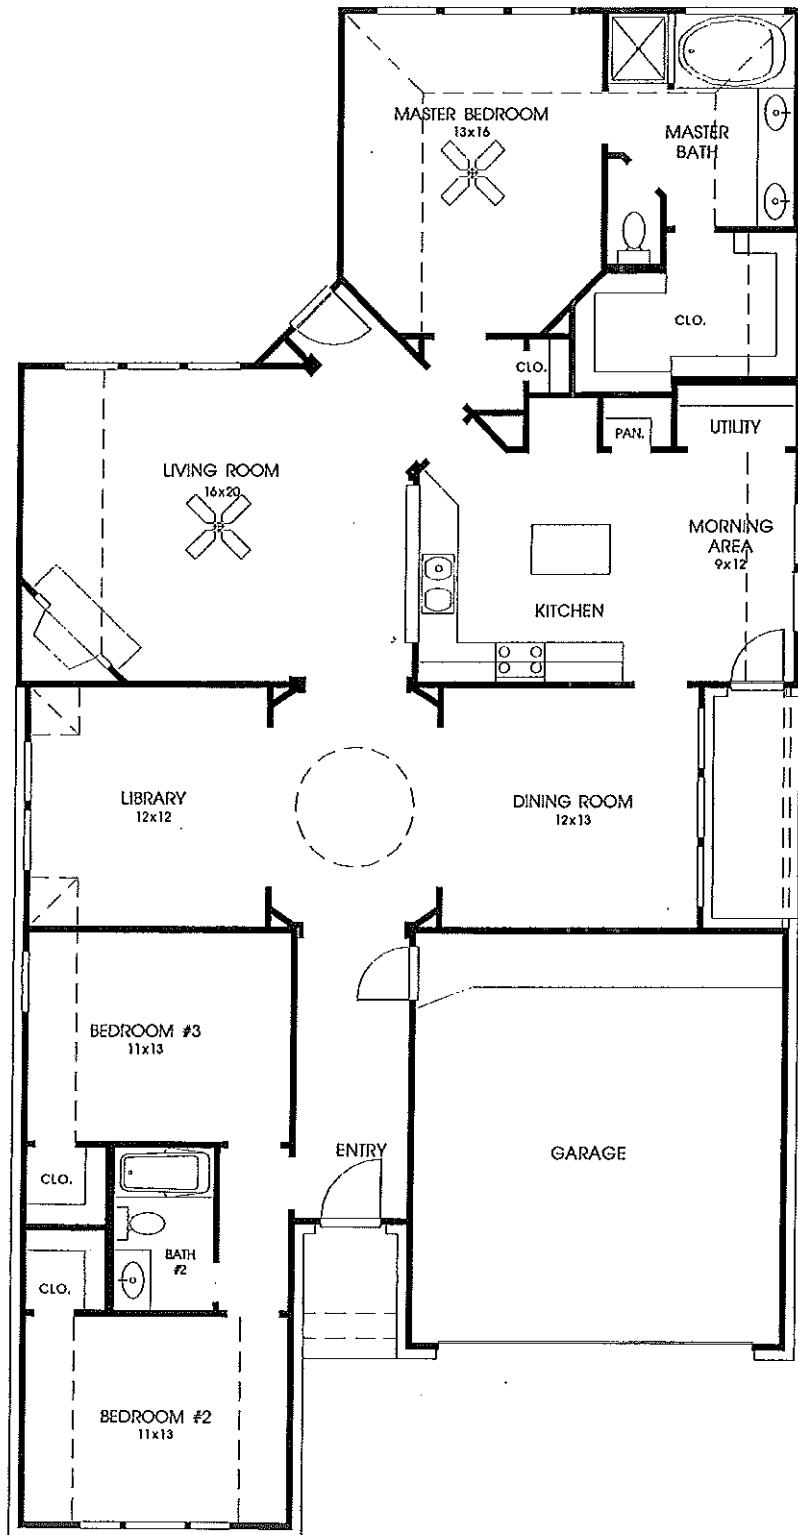 MASTER BEDROOM
13x16
MASTER
BATH
CLO.
CLO.
PAN.
UTILITY
LIVING ROOM
16x20
MORNING
AREA
9x12
KITCHEN
LIBRARY
12x12
DINING ROOM
12x13
BEDROOM #3
11x13
ENTRY
GARAGE
CLO.
BATH
#2
CLO.
BEDROOM #2
11x13